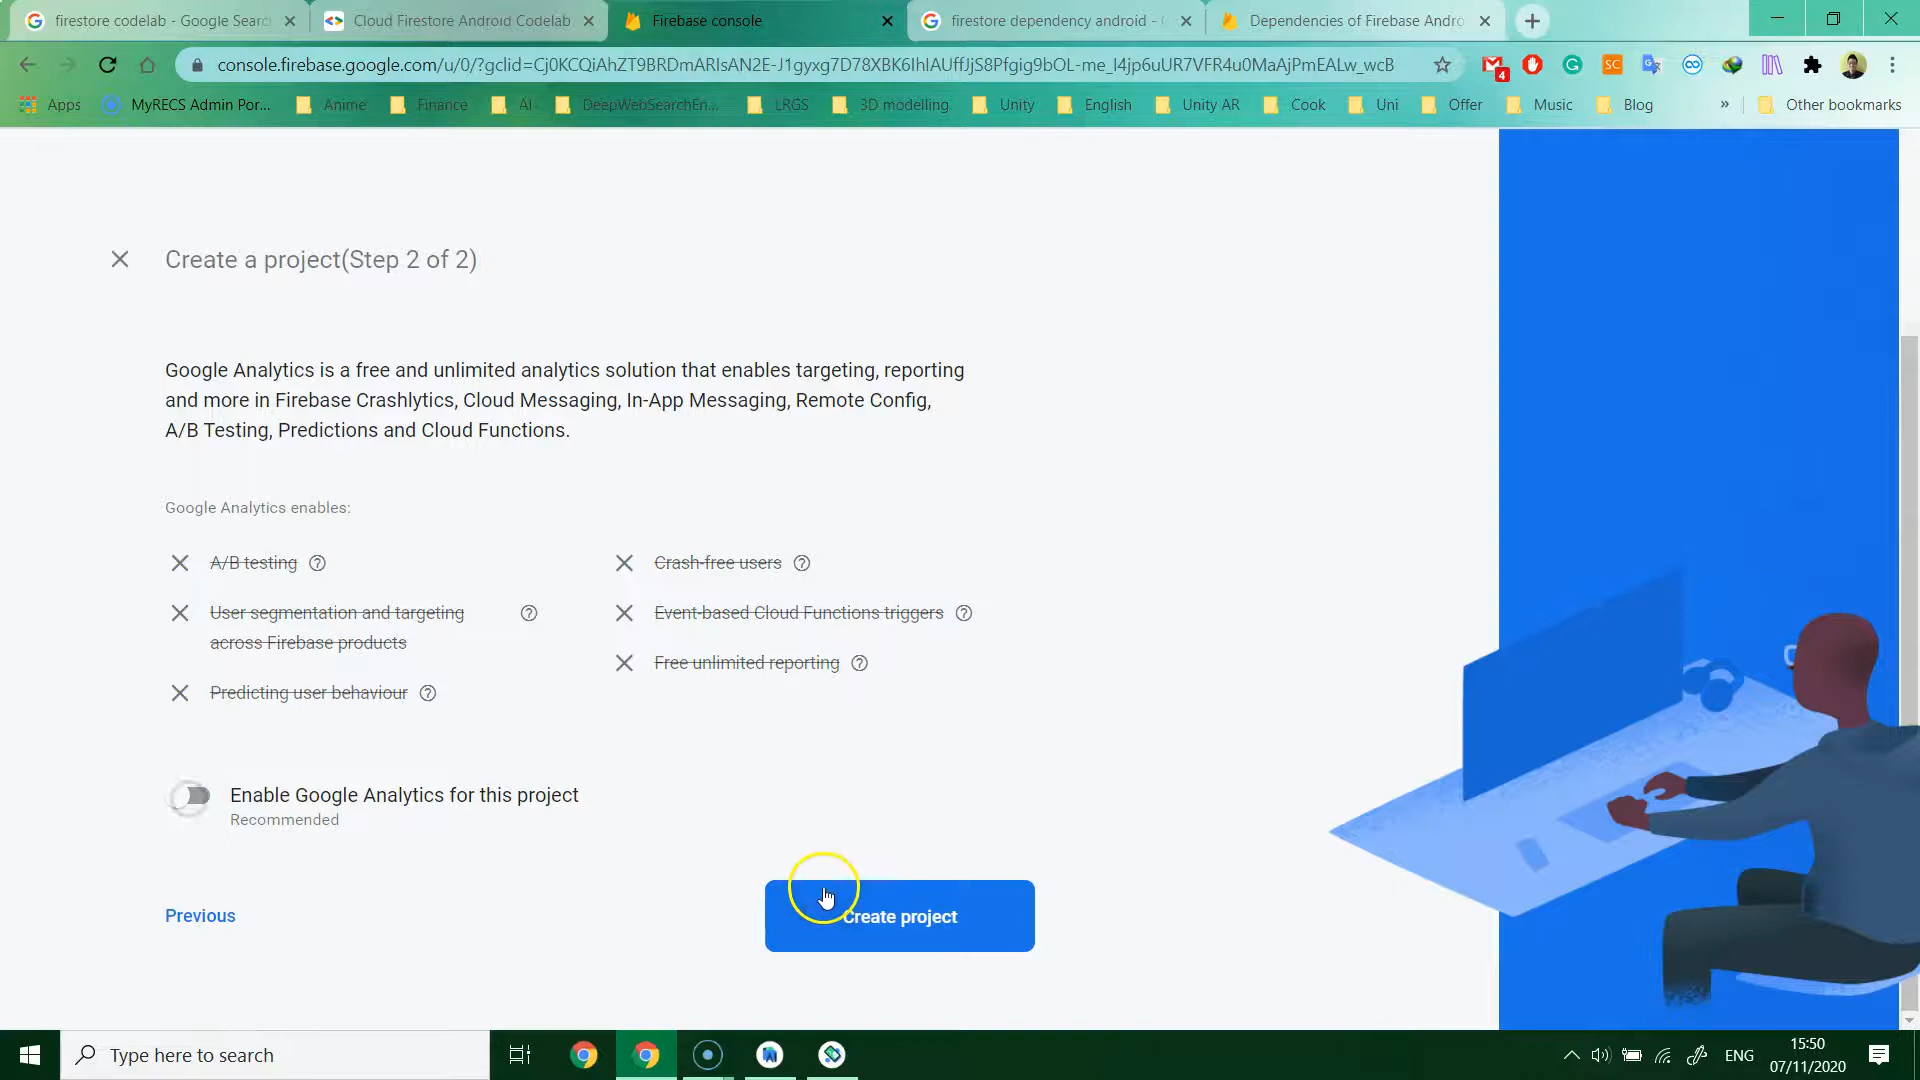 firestore codelab - Google Searc
Cloud Firestore Android Codelab
Firebase console
firestore dependency android -
Dependencies of Firebase Andro
console.firebase.google.com/u/0/?gclid=Cj0KCQiAhZT9BRDmARIsAN2E-J1gyxg7D78XBK6IhIAUffJjS8Pfgig9bOL-me_l4jp6uUR7VFR4u0MaAjPmEALw_wcB
4
Apps
MyRECS Admin Por...
Anime
Finance
AI
DeepWebSearchEn...
LRGS
3D modelling
Unity
English
Unity AR
Cook
Uni
Offer
Music
Blog
»
Other bookmarks
Create a project(Step 2 of 2)
Google Analytics is a free and unlimited analytics solution that enables targeting, reporting
and more in Firebase Crashlytics, Cloud Messaging, In-App Messaging, Remote Config,
A/B Testing, Predictions and Cloud Functions.
Google Analytics enables:
A/B testing
Crash-free users
User segmentation and targeting
across Firebase products
Event-based Cloud Functions triggers
Free unlimited reporting
Predicting user behaviour
Enable Google Analytics for this project
Recommended
Previous
Create project
Type here to search
ENG
15:50
07/11/2020